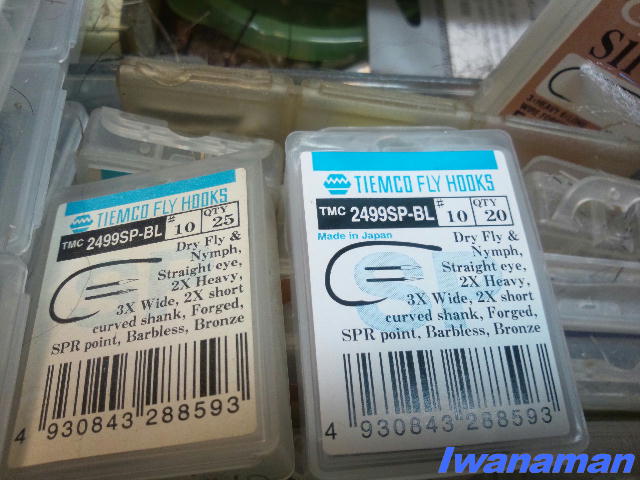 TIEMCO FLY HOOKS
TMC 2499SP-BL # 10 QTY 25
Dry Fly &
Nymph,
Straight eye,
2X Heavy,
3X Wide, 2X short
curved shank, Forged,
SPR point, Barbless, Bronze
4 930843 288593
TIEMCO FLY HOOKS
TMC 2499SP-BL # 10 QTY 20
Made in Japan
Dry Fly &
Nymph,
Straight eye,
2X Heavy,
3X Wide, 2X short
curved shank, Forged,
SPR point, Barbless, Bronze
4 930843 288593
Iwanaman